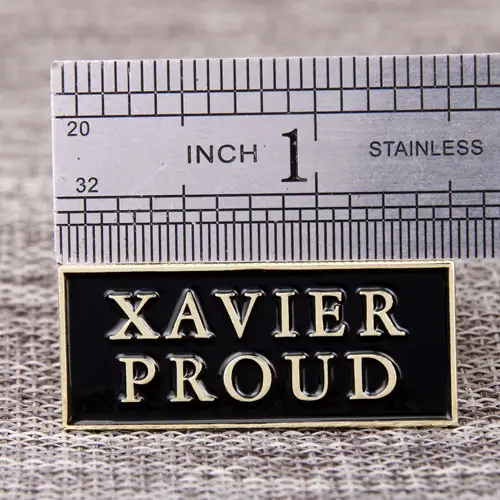 20
INCH 1 STAINLESS
32
XAVIER
PROUD